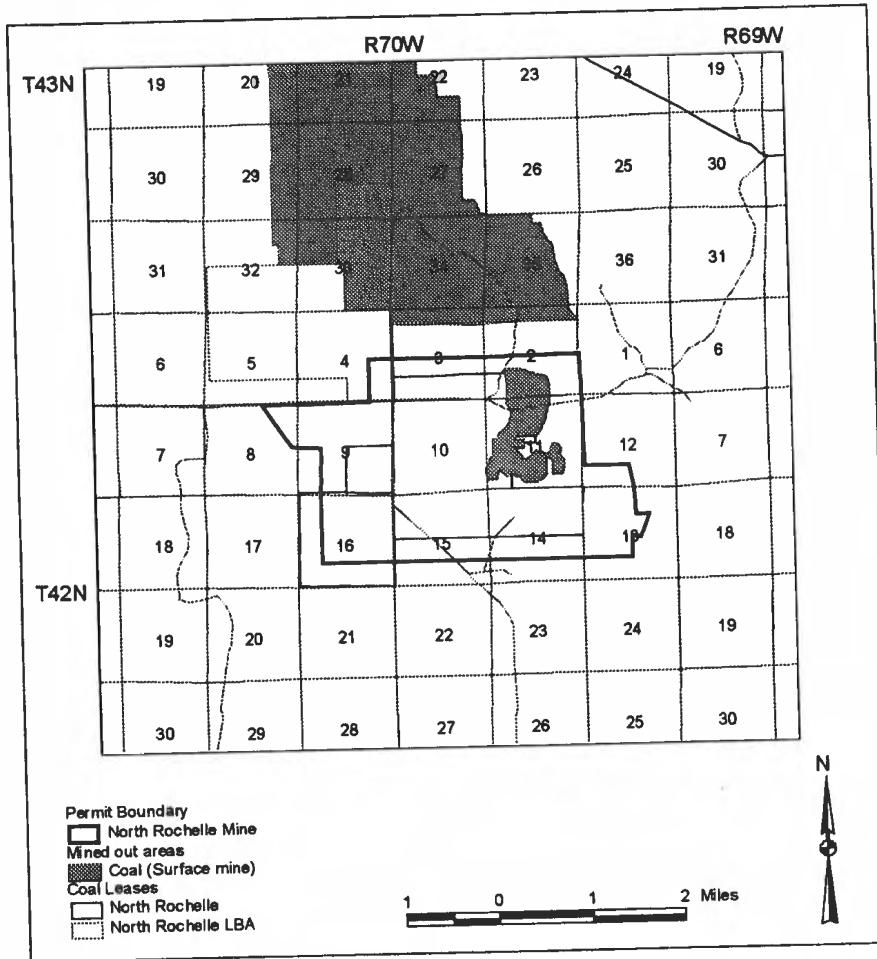 R70W R69W
T43N 19 20 21 22 23 24 19
30 29 28 27 26 25 30
31 32 33 34 35 36 31
6 5 4 3 2 1 6
7 8 9 10 11 12 7
18 17 16 15 14 13 18
T42N
19 20 21 22 23 24 19
30 29 28 27 26 25 30
N
Permit Boundary
North Rochelle Mine
Mined out areas
Coal (Surface mine)
Coal Leases
North Rochelle
North Rochelle LBA
1 0 1 2 Miles